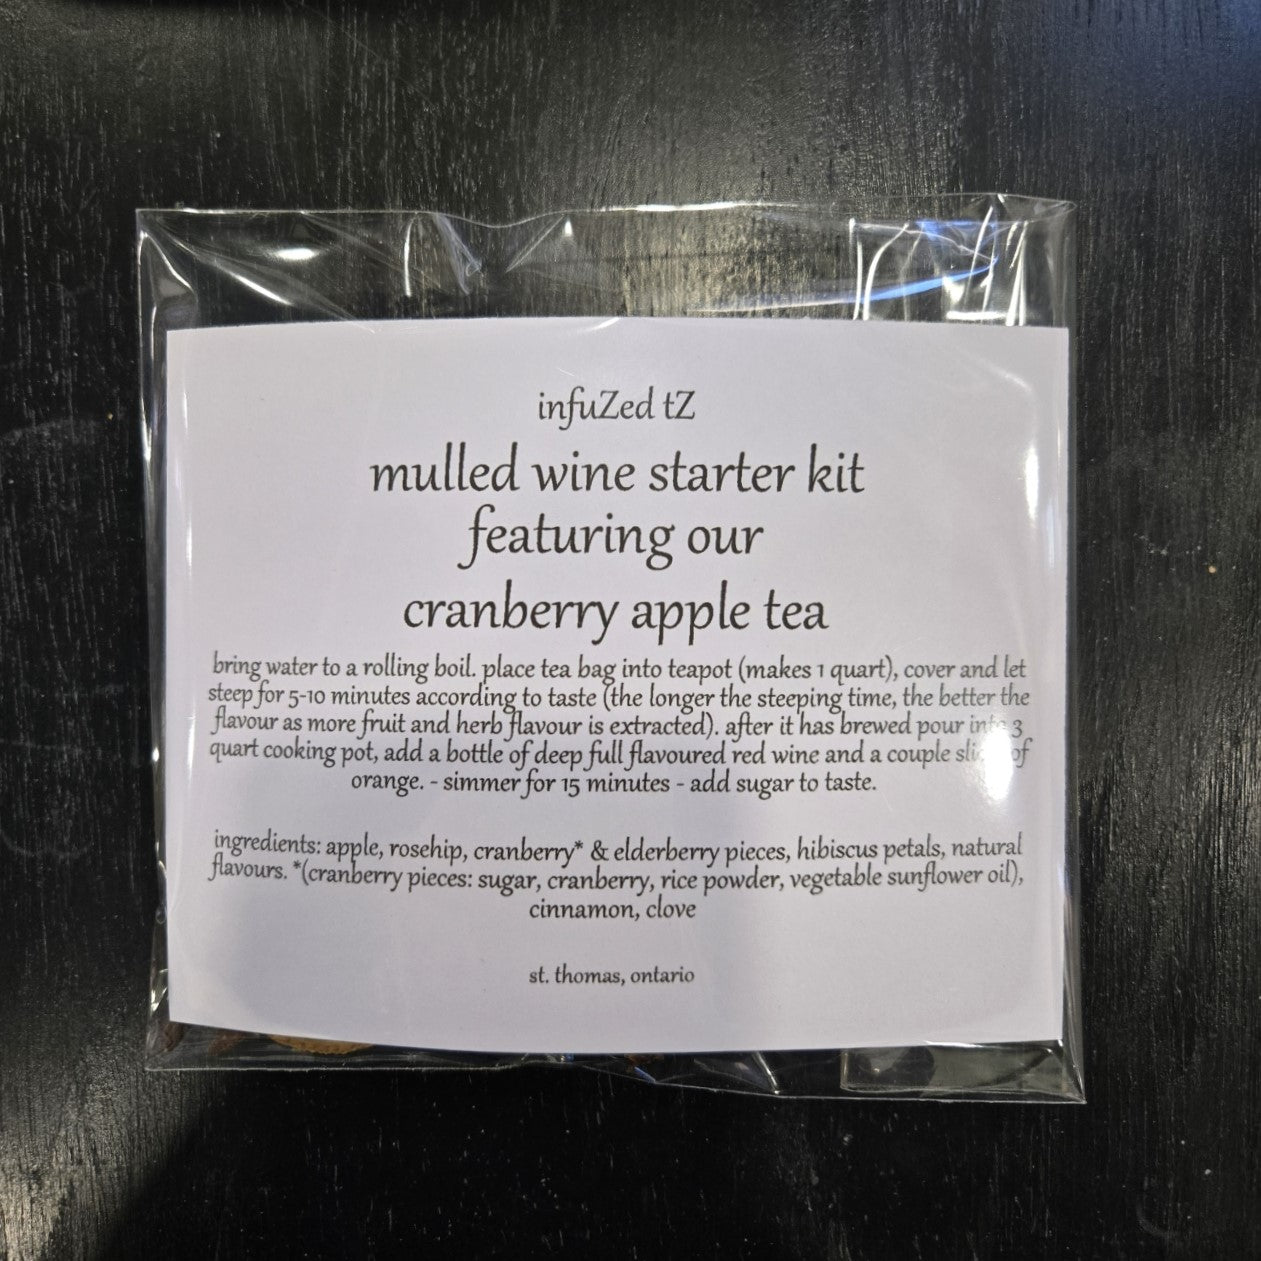 infuZed tZ
mulled wine starter kit
featuring our
cranberry apple tea
bring water to a rolling boil. place tea bag into teapot (makes 1 quart), cover and let
steep for 5-10 minutes according to taste (the longer the steeping time, the better the
flavour as more fruit and herb flavour is extracted). after it has brewed pour into 3
quart cooking pot, add a bottle of deep full flavoured red wine and a couple of
orange. - simmer for 15 minutes - add sugar to taste.
ingredients: apple, rosehip, cranberry* & elderberry pieces, hibiscus petals, natural
flavours. *(cranberry pieces: sugar, cranberry, rice powder, vegetable sunflower oil),
cinnamon, clove
st. thomas, ontario